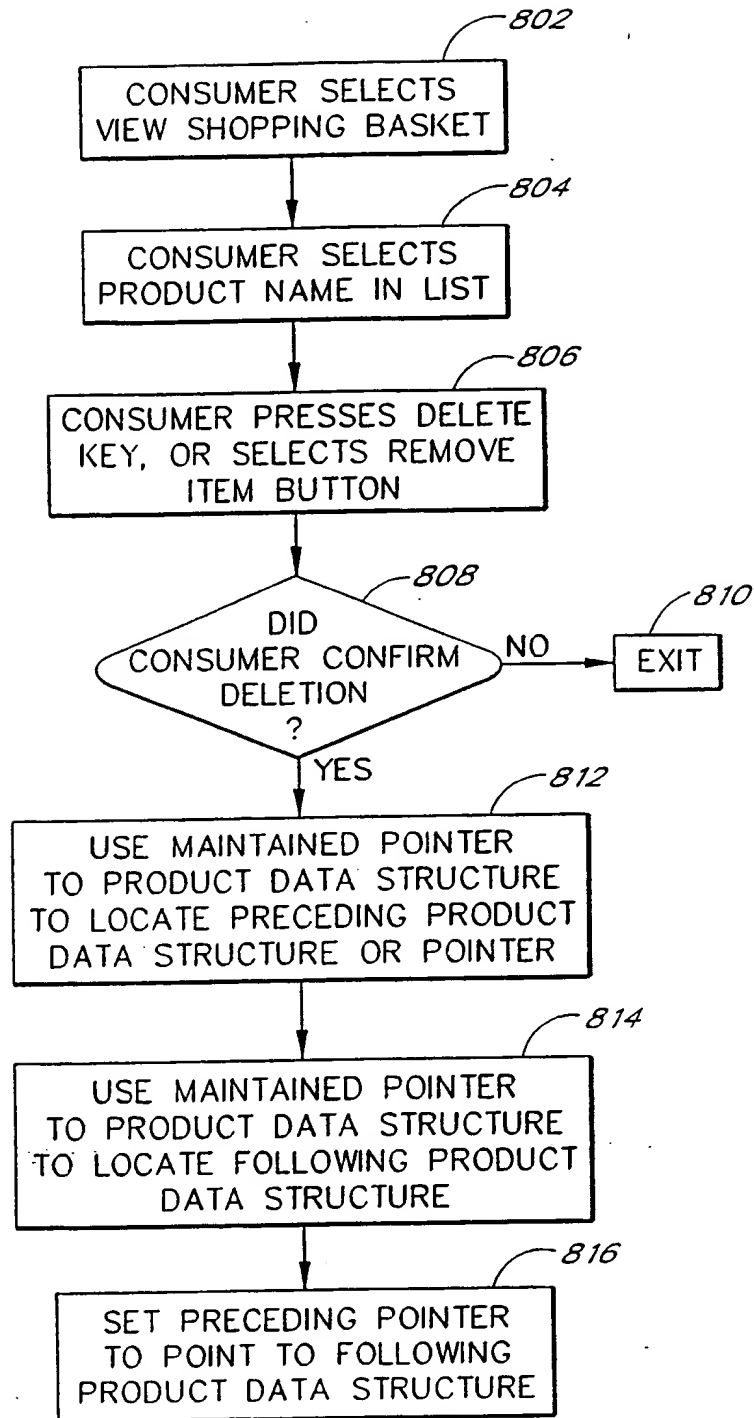 802
CONSUMER SELECTS
VIEW SHOPPING BASKET
804
CONSUMER SELECTS
PRODUCT NAME IN LIST
806
CONSUMER PRESSES DELETE
KEY, OR SELECTS REMOVE
ITEM BUTTON
808
DID
CONSUMER CONFIRM
DELETION
?
NO
810
EXIT
YES
812
USE MAINTAINED POINTER
TO PRODUCT DATA STRUCTURE
TO LOCATE PRECEDING PRODUCT
DATA STRUCTURE OR POINTER
814
USE MAINTAINED POINTER
TO PRODUCT DATA STRUCTURE
TO LOCATE FOLLOWING PRODUCT
DATA STRUCTURE
816
SET PRECEDING POINTER
TO POINT TO FOLLOWING
PRODUCT DATA STRUCTURE